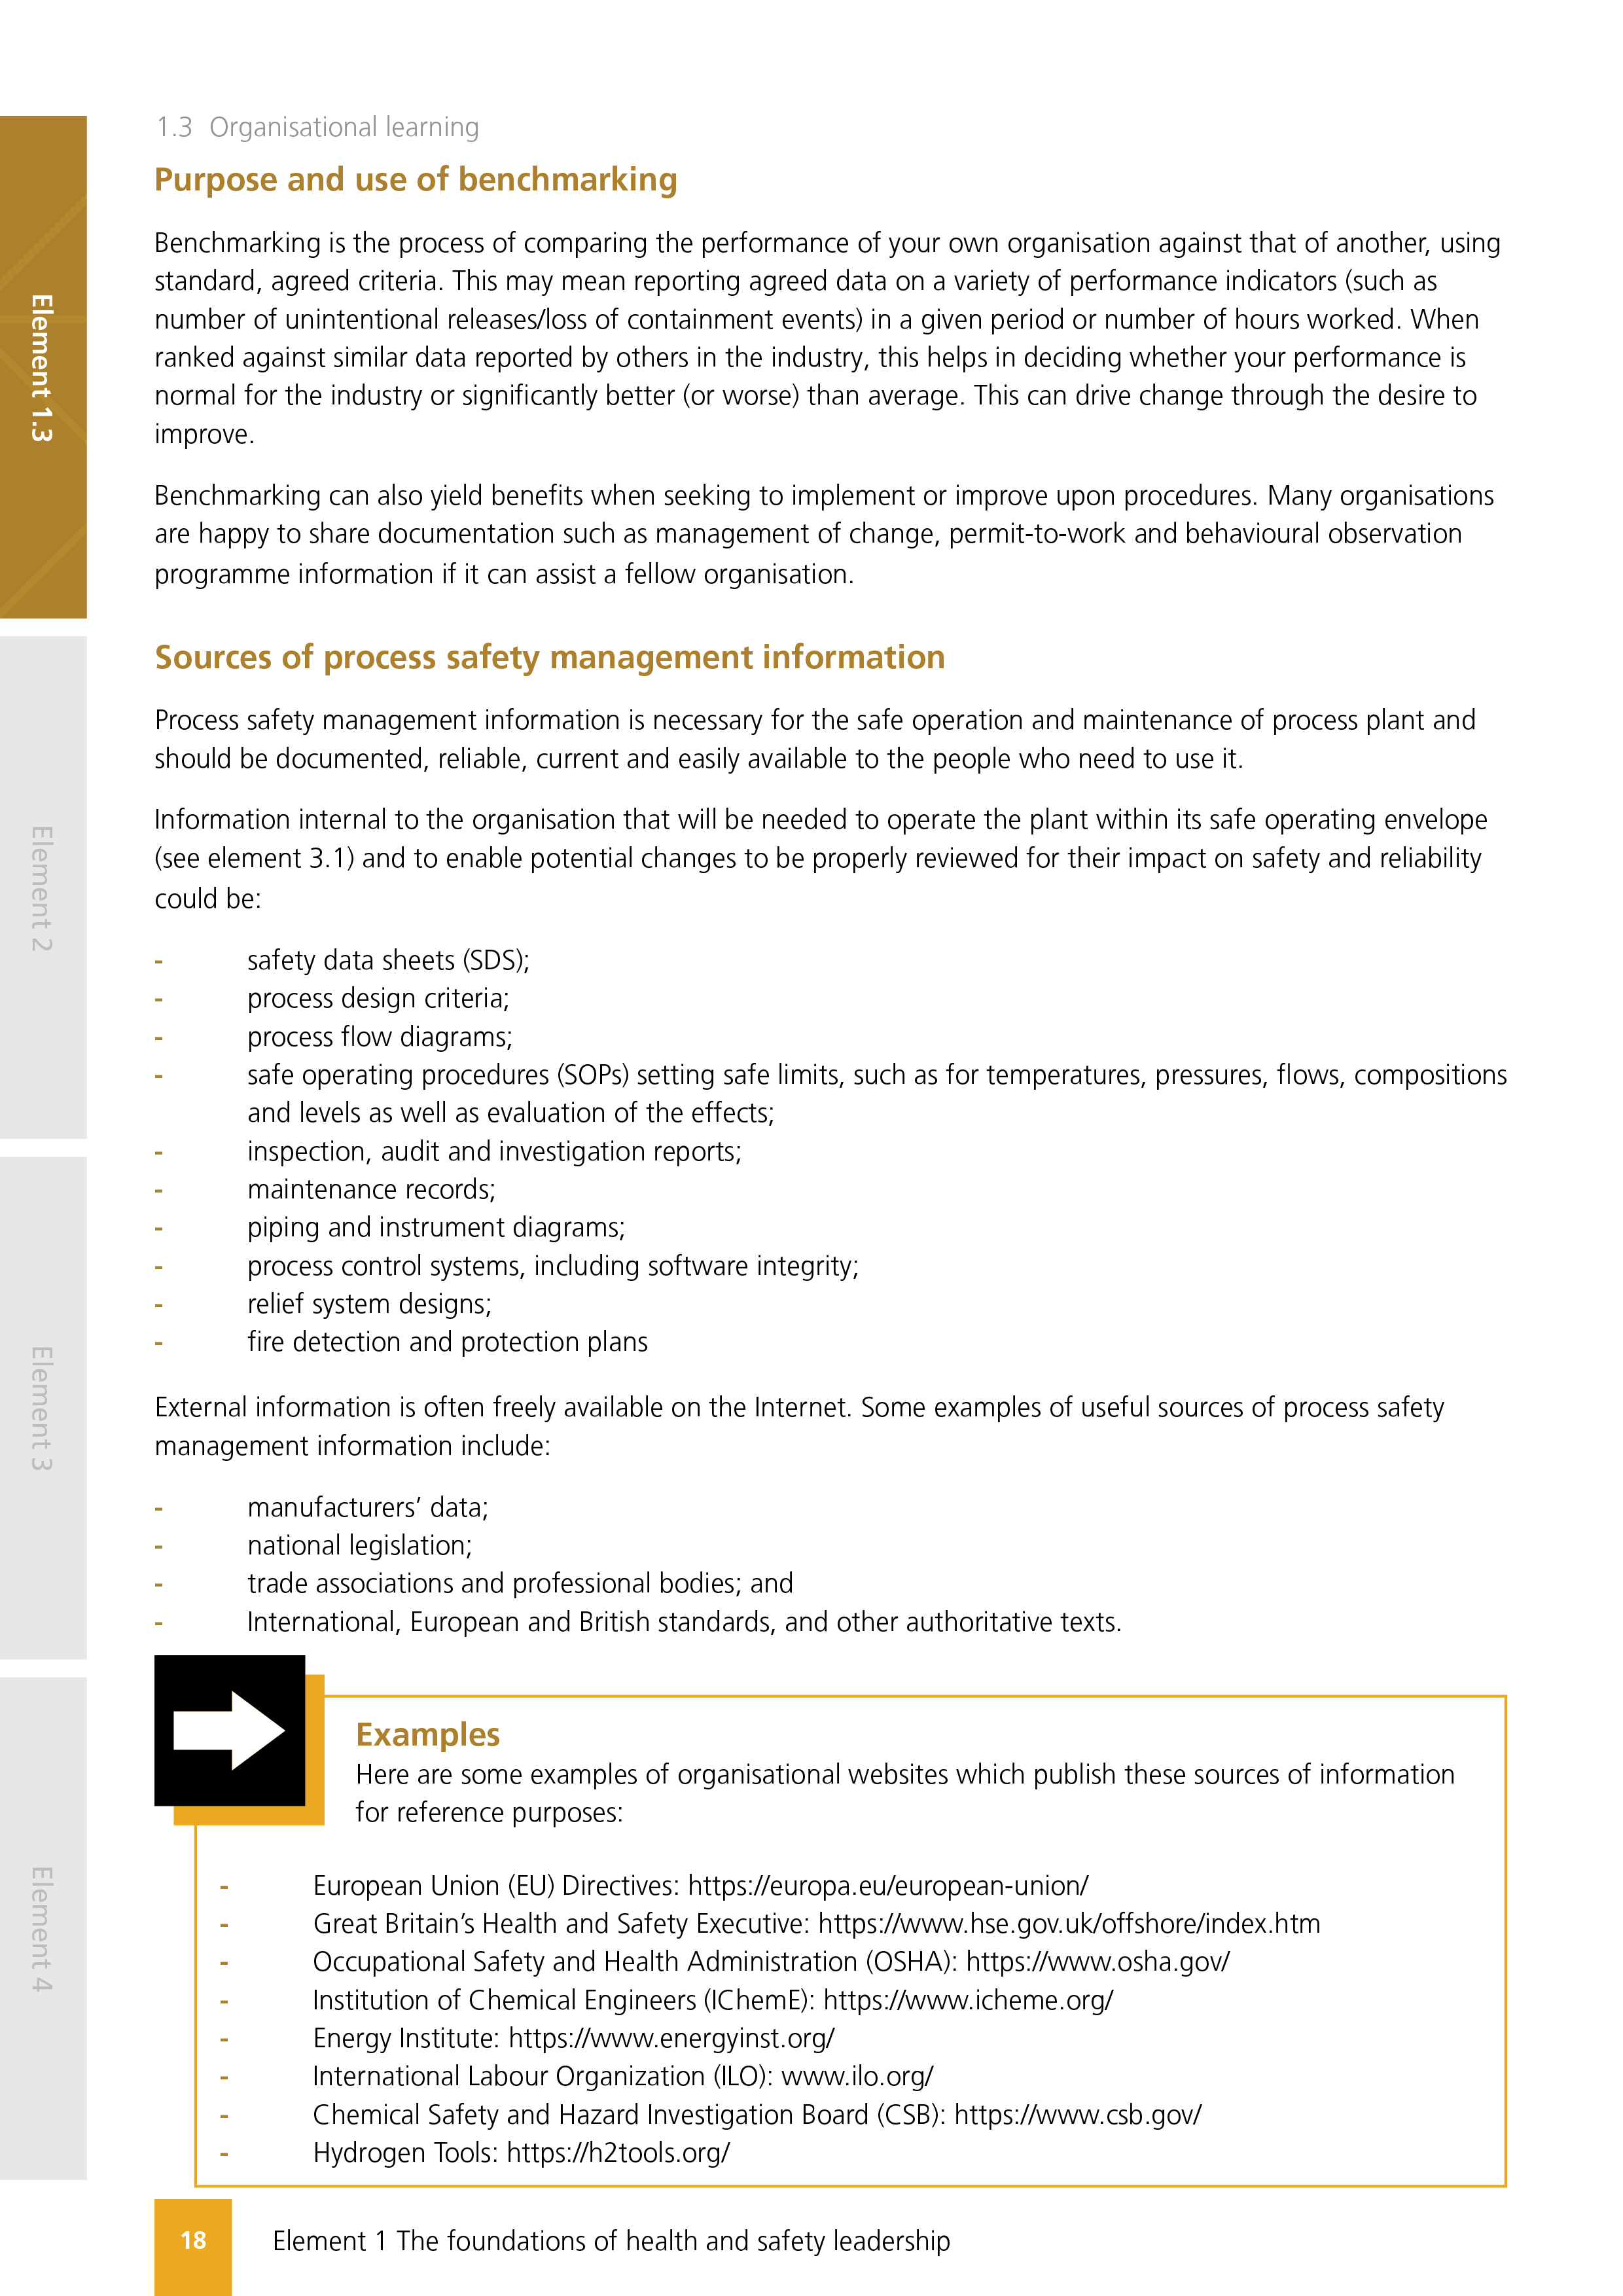 1.3 Organisational learning
Purpose and use of benchmarking
Benchmarking is the process of comparing the performance of your own organisation against that of another, using
standard, agreed criteria. This may mean reporting agreed data on a variety of performance indicators (such as
number of unintentional releases/loss of containment events) in a given period or number of hours worked. When
ranked against similar data reported by others in the industry, this helps in deciding whether your performance is
normal for the industry or significantly better (or worse) than average. This can drive change through the desire to
improve.
Benchmarking can also yield benefits when seeking to implement or improve upon procedures. Many organisations
are happy to share documentation such as management of change, permit-to-work and behavioural observation
programme information if it can assist a fellow organisation.
Sources of process safety management information
Process safety management information is necessary for the safe operation and maintenance of process plant and
should be documented, reliable, current and easily available to the people who need to use it.
Information internal to the organisation that will be needed to operate the plant within its safe operating envelope
(see element 3.1) and to enable potential changes to be properly reviewed for their impact on safety and reliability
could be:
- safety data sheets (SDS);
- process design criteria;
- process flow diagrams;
- safe operating procedures (SOPs) setting safe limits, such as for temperatures, pressures, flows, compositions
and levels as well as evaluation of the effects;
- inspection, audit and investigation reports;
- maintenance records;
- piping and instrument diagrams;
- process control systems, including software integrity;
- relief system designs;
- fire detection and protection plans
External information is often freely available on the Internet. Some examples of useful sources of process safety
management information include:
- manufacturers' data;
- national legislation;
- trade associations and professional bodies; and
- International, European and British standards, and other authoritative texts.
Examples
Here are some examples of organisational websites which publish these sources of information
for reference purposes:
- European Union (EU) Directives: https://europa.eu/european-union/
- Great Britain's Health and Safety Executive: https://www.hse.gov.uk/offshore/index.htm
- Occupational Safety and Health Administration (OSHA): https://www.osha.gov/
- Institution of Chemical Engineers (IChemE): https://www.icheme.org/
- Energy Institute: https://www.energyinst.org/
- International Labour Organization (ILO): www.ilo.org/
- Chemical Safety and Hazard Investigation Board (CSB): https://www.csb.gov/
- Hydrogen Tools: https://h2tools.org/
18 Element 1 The foundations of health and safety leadership
Element 1.3
Element 2
Element 3
Element 4